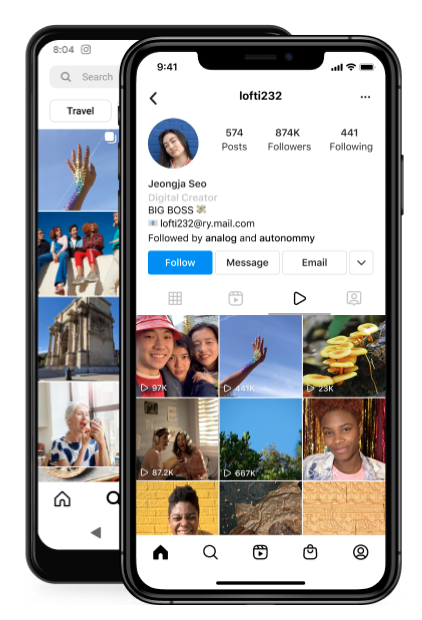 8:04
Search
Travel
9:41
lofti232
574 874K 441
Posts Followers Following
Jeongja Seo
Digital Creator
BIG BOSS
lofti232@ry.mail.com
Followed by analog and autonommy
Follow Message Email
97K 441K 23K
87.2K 667K